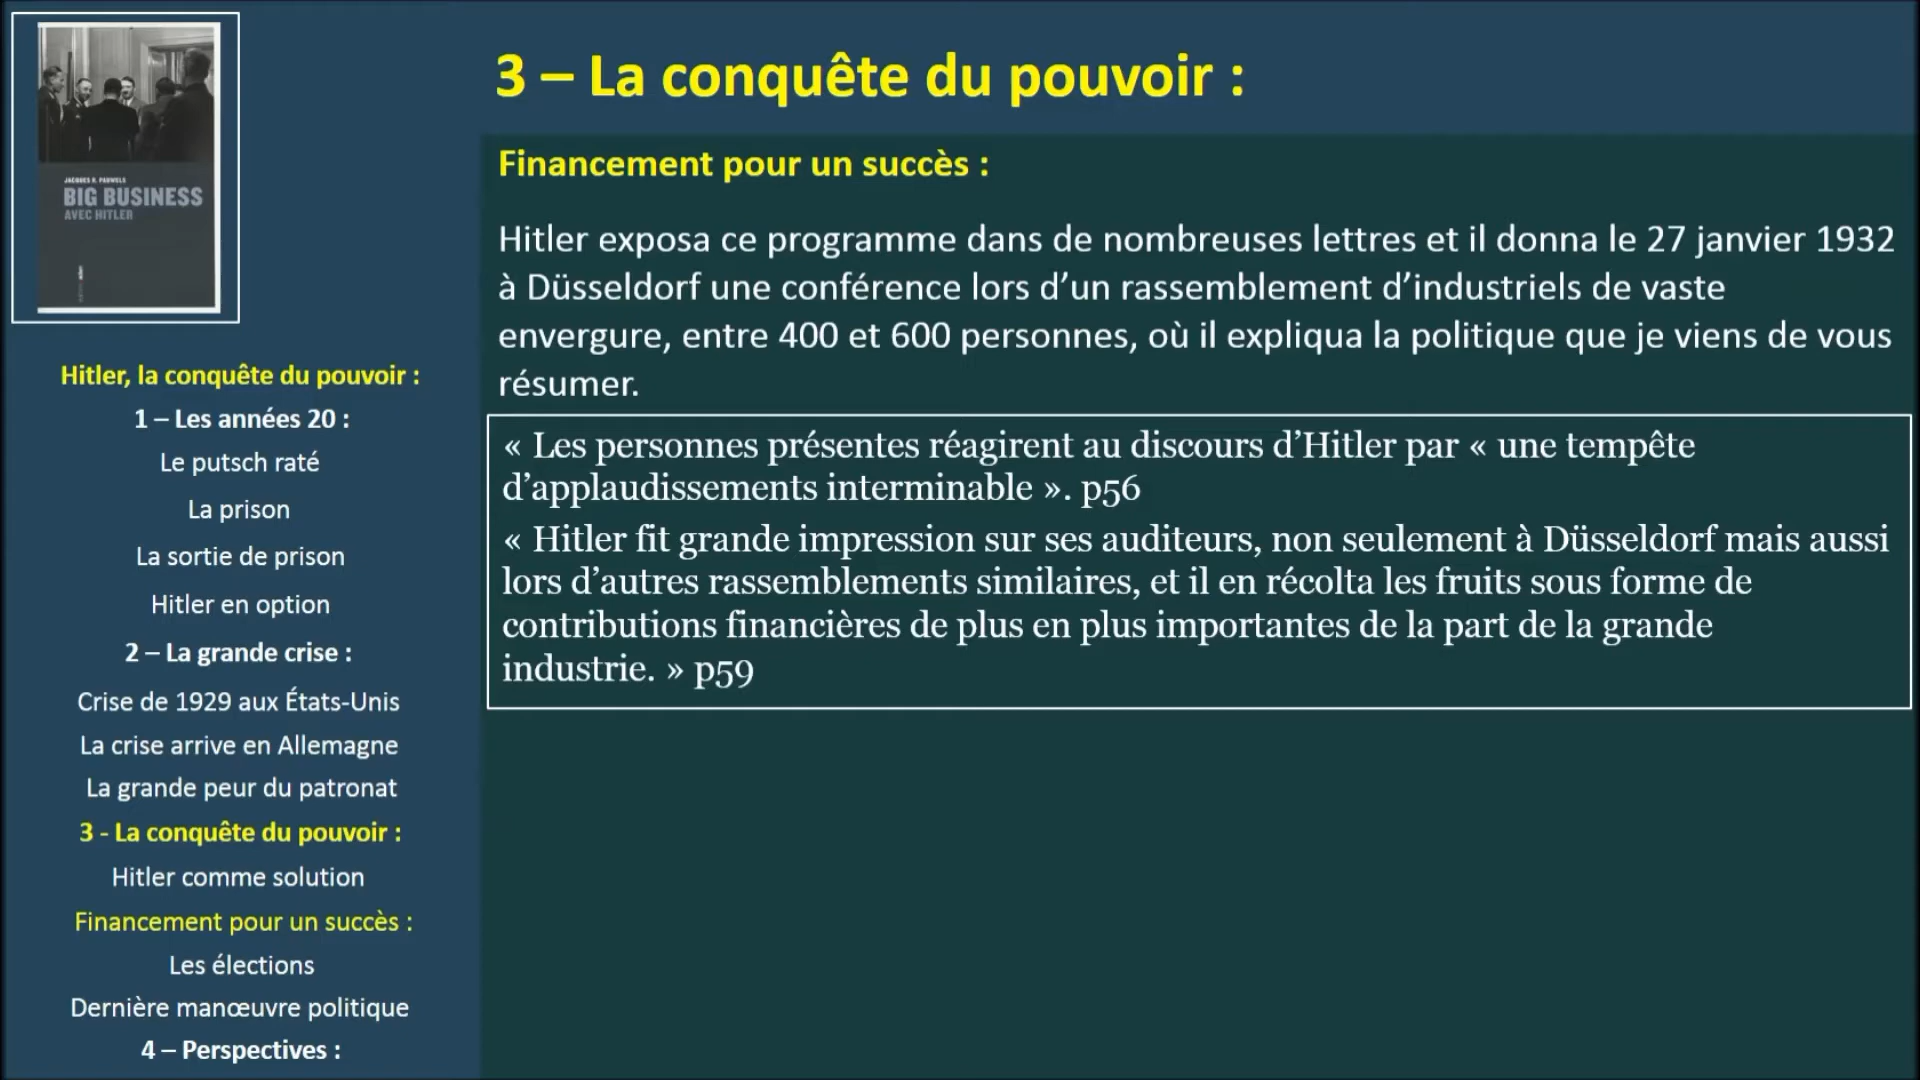 JACQUES R. PAUWELS
BIG BUSINESS
AVEC HITLER
Hitler, la conquête du pouvoir :
1 – Les années 20 :
Le putsch raté
La prison
La sortie de prison
Hitler en option
2 – La grande crise :
Crise de 1929 aux États-Unis
La crise arrive en Allemagne
La grande peur du patronat
3 - La conquête du pouvoir :
Hitler comme solution
Financement pour un succès :
Les élections
Dernière manœuvre politique
4 – Perspectives :
3 – La conquête du pouvoir :
Financement pour un succès :
Hitler exposa ce programme dans de nombreuses lettres et il donna le 27 janvier 1932
à Düsseldorf une conférence lors d’un rassemblement d’industriels de vaste
envergure, entre 400 et 600 personnes, où il expliqua la politique que je viens de vous
résumer.
« Les personnes présentes réagirent au discours d’Hitler par « une tempête
d’applaudissements interminable ». p56
« Hitler fit grande impression sur ses auditeurs, non seulement à Düsseldorf mais aussi
lors d’autres rassemblements similaires, et il en récolta les fruits sous forme de
contributions financières de plus en plus importantes de la part de la grande
industrie. » p59